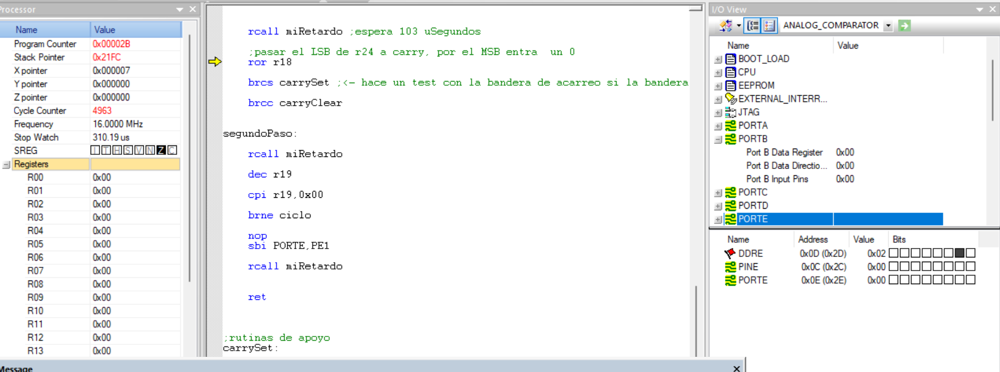 Processor
Name Value
Program Counter 0x00002B
Stack Pointer 0x21FC
X pointer 0x000007
Y pointer 0x000000
Z pointer 0x000000
Cycle Counter 4963
Frequency 16.0000 MHz
Stop Watch 310.19 us
SREG I T H S V N Z C
Registers
R00 0x00
R01 0x00
R02 0x00
R03 0x00
R04 0x00
R05 0x00
R06 0x00
R07 0x00
R08 0x00
R09 0x00
R10 0x00
R11 0x00
R12 0x00
R13 0x00
rcall miRetardo ;espera 103 uSegundos
;pasar el LSB de r24 a carry, por el MSB entra un 0
ror r18
brcs carrySet ;<- hace un test con la bandera de acarreo si la bandera
brcc carryClear
segundoPaso:
rcall miRetardo
dec r19
cpi r19,0x00
brne ciclo
nop
sbi PORTE,PE1
rcall miRetardo
ret
;rutinas de apoyo
carrySet:
I/O View
ANALOG_COMPARATOR
Name Value
BOOT_LOAD
CPU
EEPROM
EXTERNAL_INTERR...
JTAG
PORTA
PORTB
Port B Data Register 0x00
Port B Data Directio... 0x00
Port B Input Pins 0x00
PORTC
PORTD
PORTE
Name Address Value Bits
DDRE 0x0D (0x2D) 0x02
PINE 0x0C (0x2C) 0x00
PORTE 0x0E (0x2E) 0x00
Message